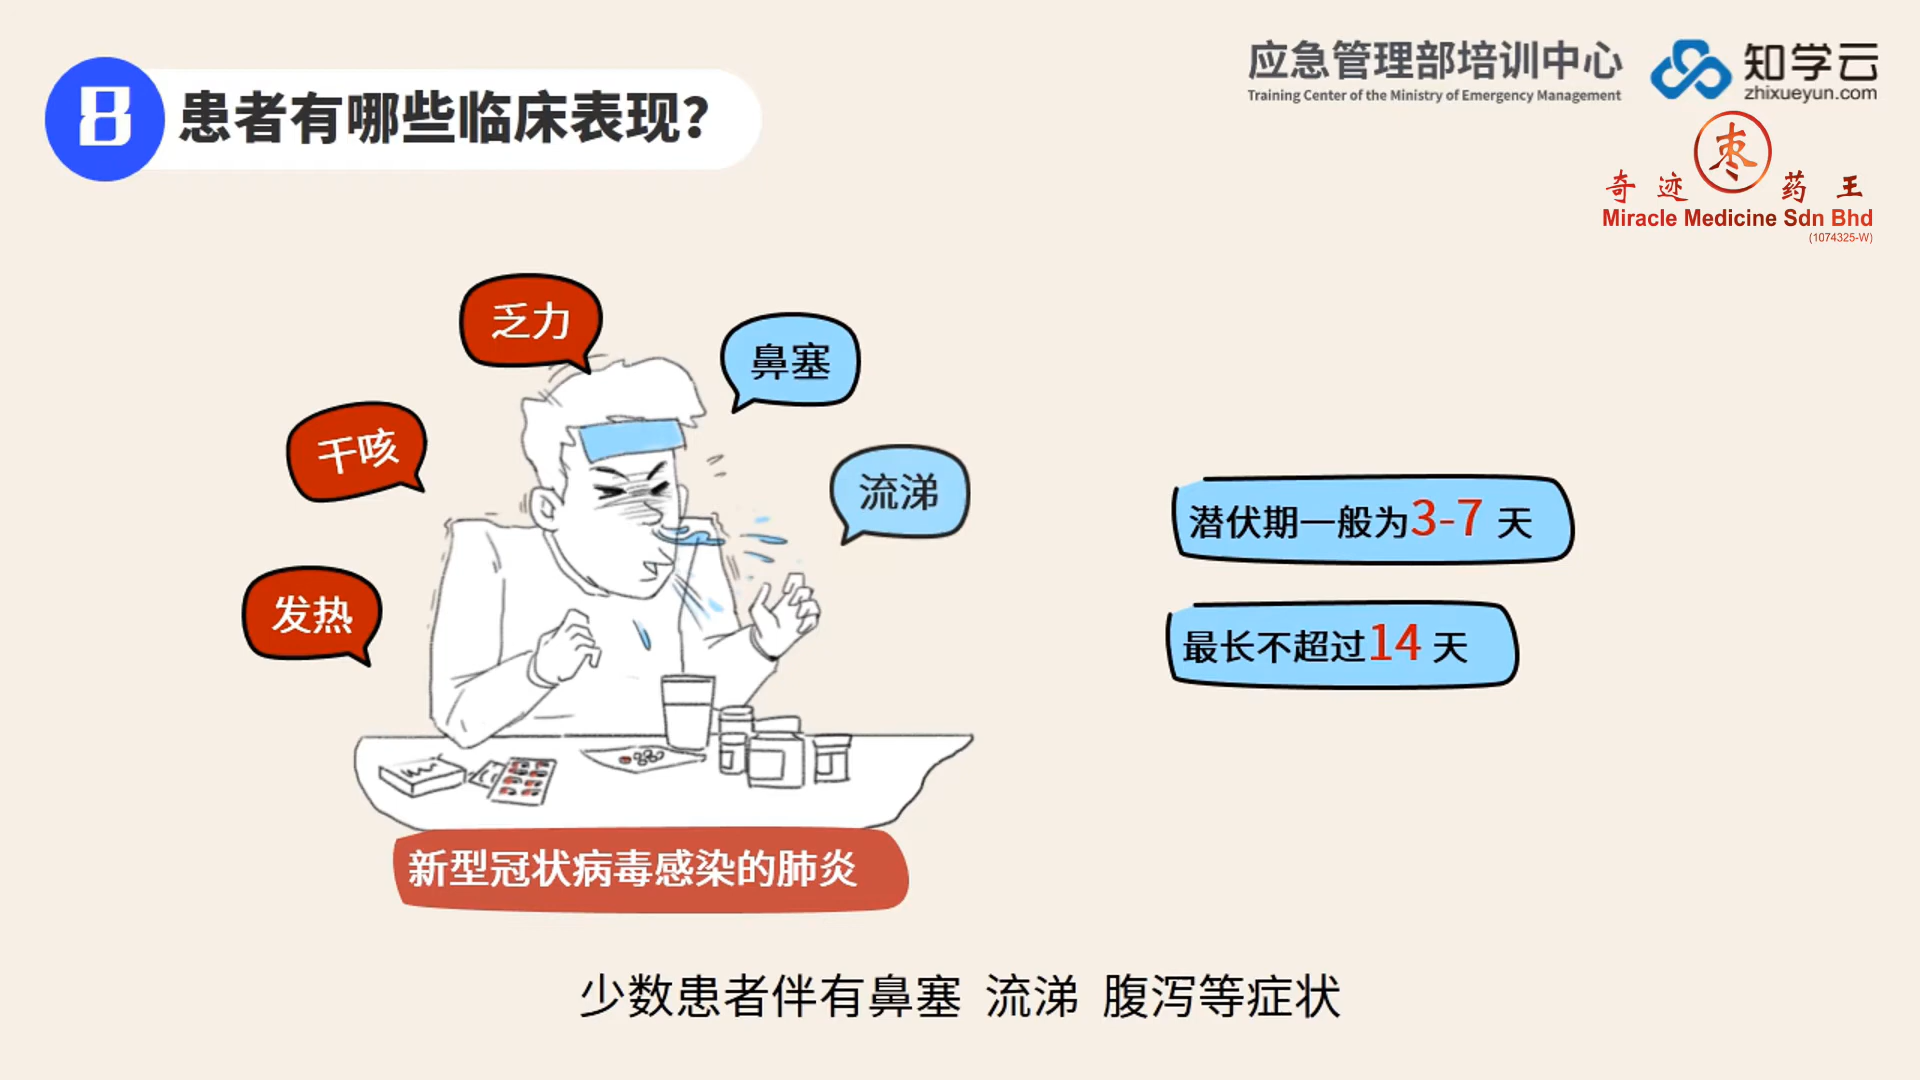 8 患者有哪些临床表现?
应急管理部培训中心
Training Center of the Ministry of Emergency Management
知学云
zhixueyun.com
奇迹 枣 药王
Miracle Medicine Sdn Bhd
(1074325-W)
乏力
鼻塞
干咳
流涕
发热
潜伏期一般为3-7 天
最长不超过14 天
新型冠状病毒感染的肺炎
少数患者伴有鼻塞 流涕 腹泻等症状